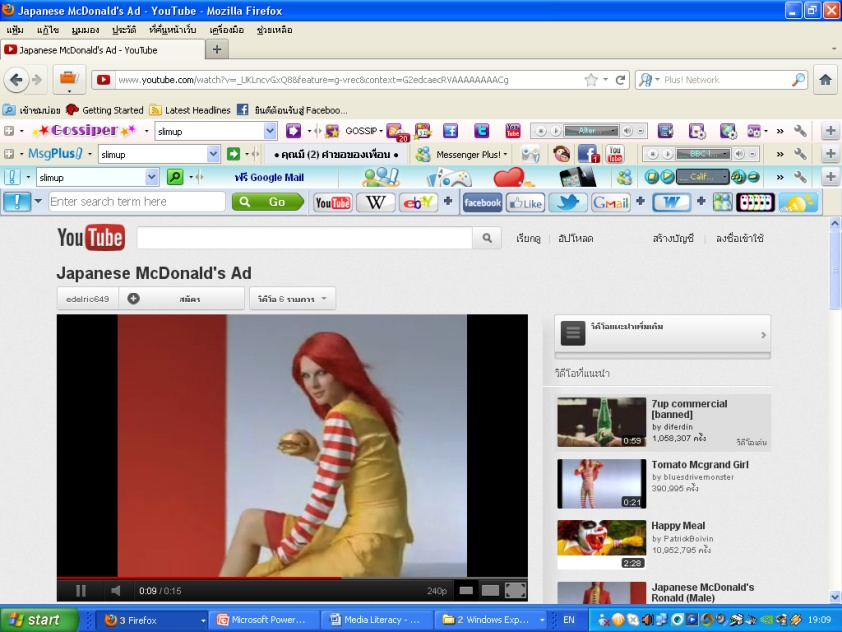 Japanese McDonald's Ad - YouTube - Mozilla Firefox
แฟ้ม แก้ไข มุมมอง ประวัติ ที่คั่นหน้าเว็บ เครื่องมือ ช่วยเหลือ
Japanese McDonald's Ad - YouTube
www.youtube.com/watch?v=_UKLncvGxQ8&feature=g-vrec&context=G2edcaecRVAAAAAAAACg
Plus! Network
เข้าชมบ่อย Getting Started Latest Headlines ยินดีต้อนรับสู่ Faceboo...
Gossiper slimup GOSSIP 20 You Tube Alter
MsgPlus! slimup • คุณมี (2) คำขอของเพื่อน • Messenger Plus! 1 You Tube BBC
slimup ฟรี Google Mail Calif...
Enter search term here Go YouTube W ebY facebook Like Gmail W
YouTube เรียกดู อัปโหลด สร้างบัญชี ลงชื่อเข้าใช้
Japanese McDonald's Ad
edelric649 สมัคร วิดีโอ 6 รายการ
วิดีโอแนะนำเพิ่มเติม
วิดีโอที่แนะนำ
7up commercial
[banned]
by diferdin
1,058,307 ครั้ง วิดีโอเด่น
0:59
Tomato Mcgrand Girl
by bluesdrivemonster
390,995 ครั้ง
0:21
Happy Meal
by PatrickBoivin
10,952,795 ครั้ง
2:28
Japanese McDonald's
Ronald (Male)
0:09 / 0:15 240p
start 3 Firefox Microsoft Power... Media Literacy - ... 2 Windows Exp... EN 19:09